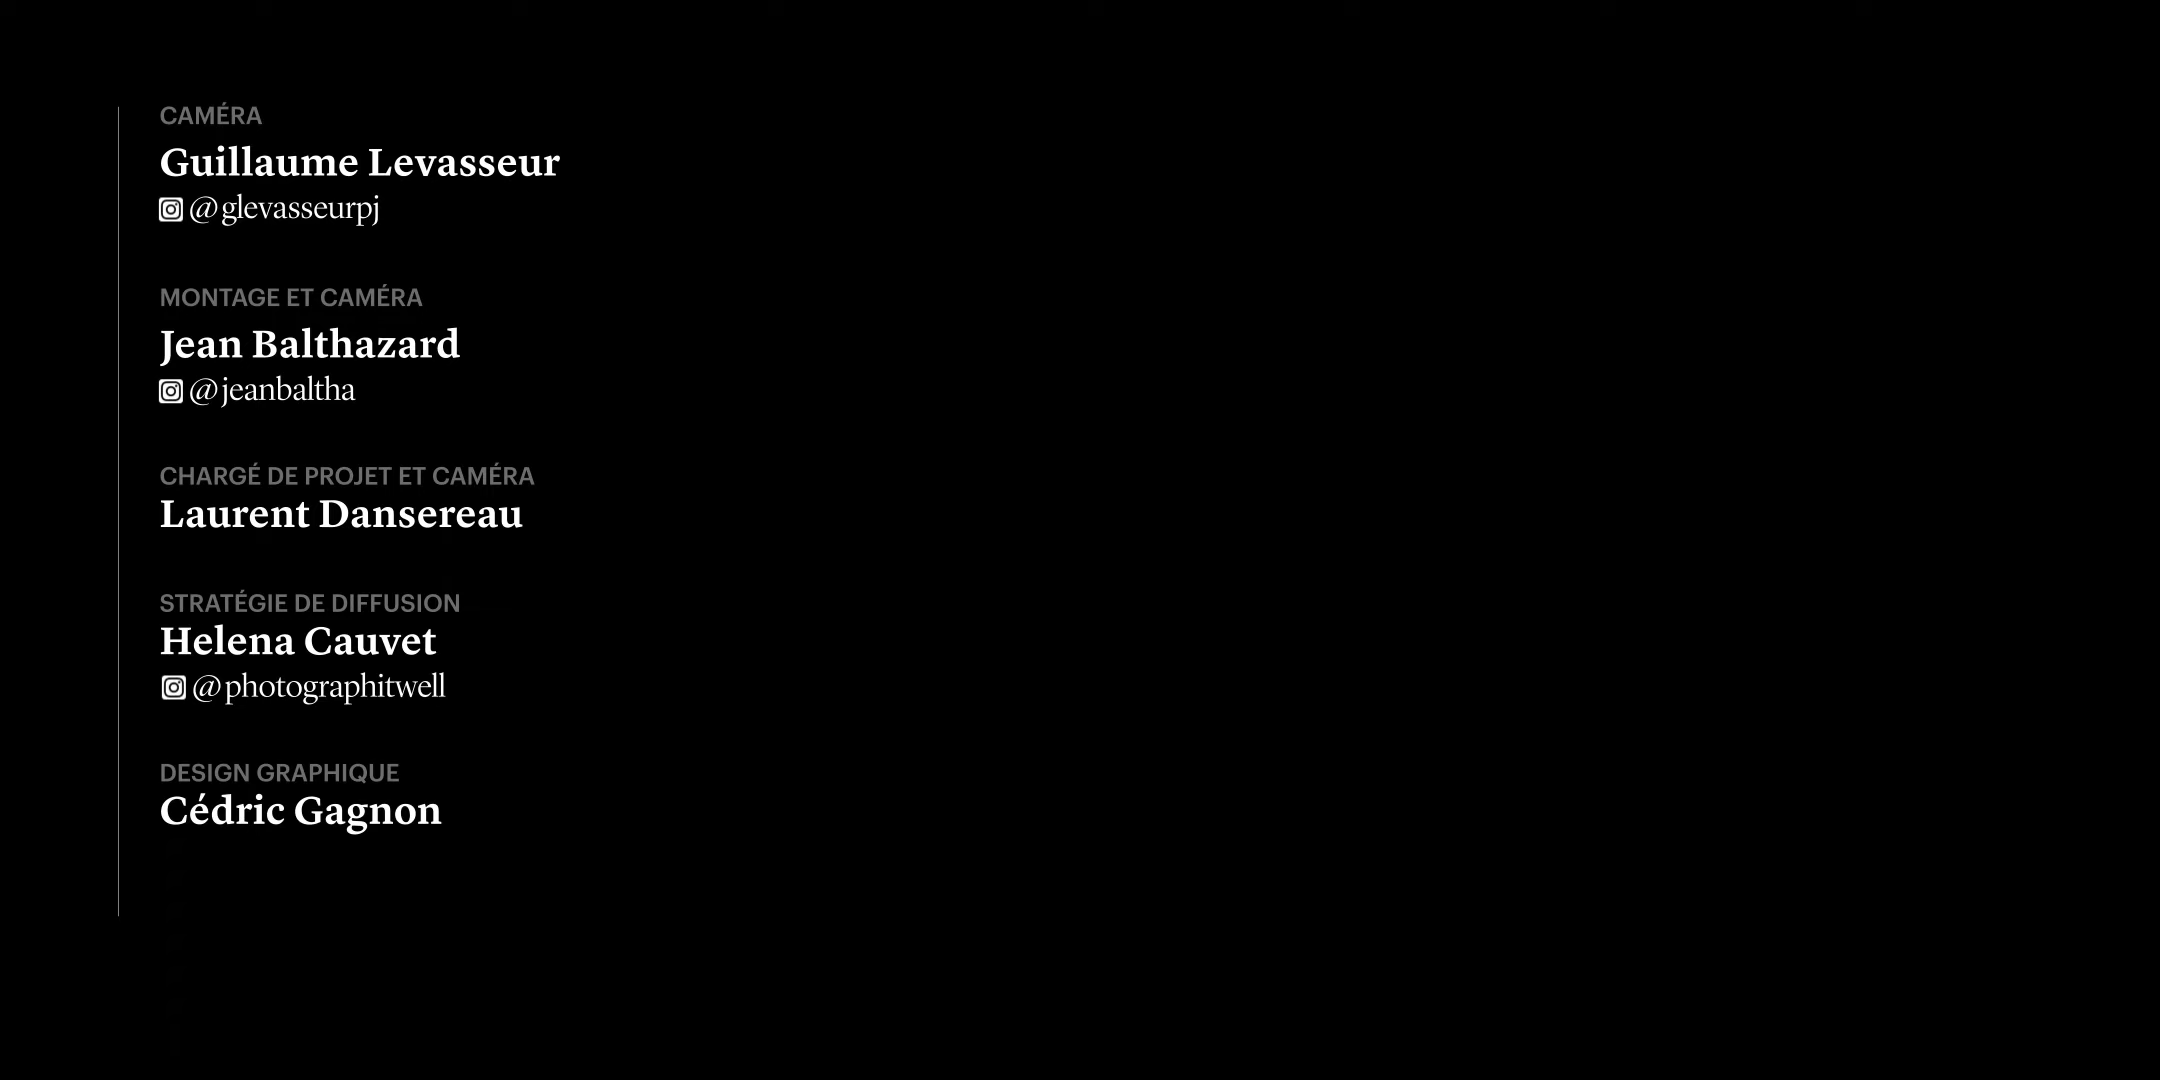 CAMÉRA
Guillaume Levasseur
@glevasseurpj
MONTAGE ET CAMÉRA
Jean Balthazard
@jeanbaltha
CHARGÉ DE PROJET ET CAMÉRA
Laurent Dansereau
STRATÉGIE DE DIFFUSION
Helena Cauvet
@photographitwell
DESIGN GRAPHIQUE
Cédric Gagnon